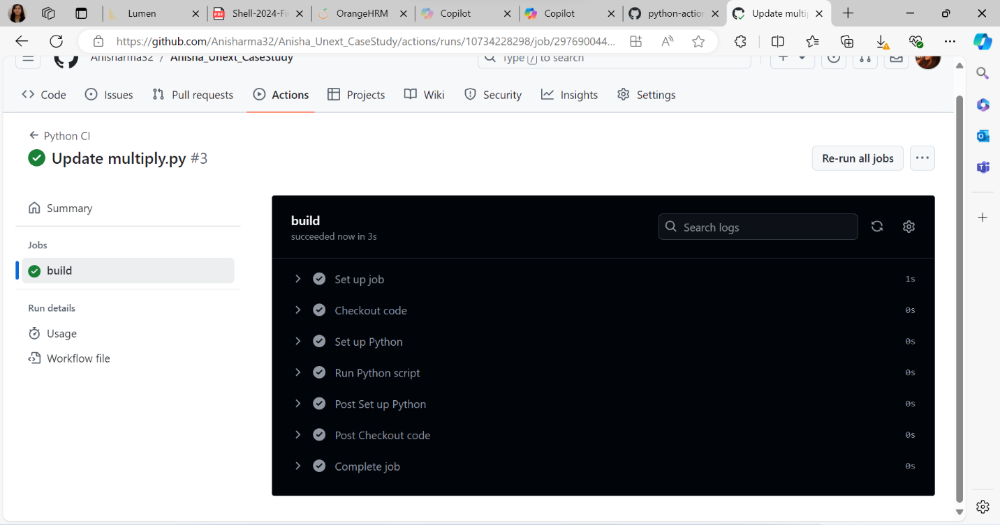 Lumen
Shell-2024-Fi
OrangeHRM
Copilot
Copilot
python-action
Update multip
https://github.com/Anisharma32/Anisha_Unext_CaseStudy/actions/runs/10734228298/job/297690044...
Anisharma32 / Anisha_Unext_CaseStudy
Type / to search
Code
Issues
Pull requests
Actions
Projects
Wiki
Security
Insights
Settings
Python CI
Update multiply.py #3
Re-run all jobs
Summary
Jobs
build
Run details
Usage
Workflow file
build
succeeded now in 3s
Search logs
Set up job 1s
Checkout code 0s
Set up Python 0s
Run Python script 0s
Post Set up Python 0s
Post Checkout code 0s
Complete job 0s